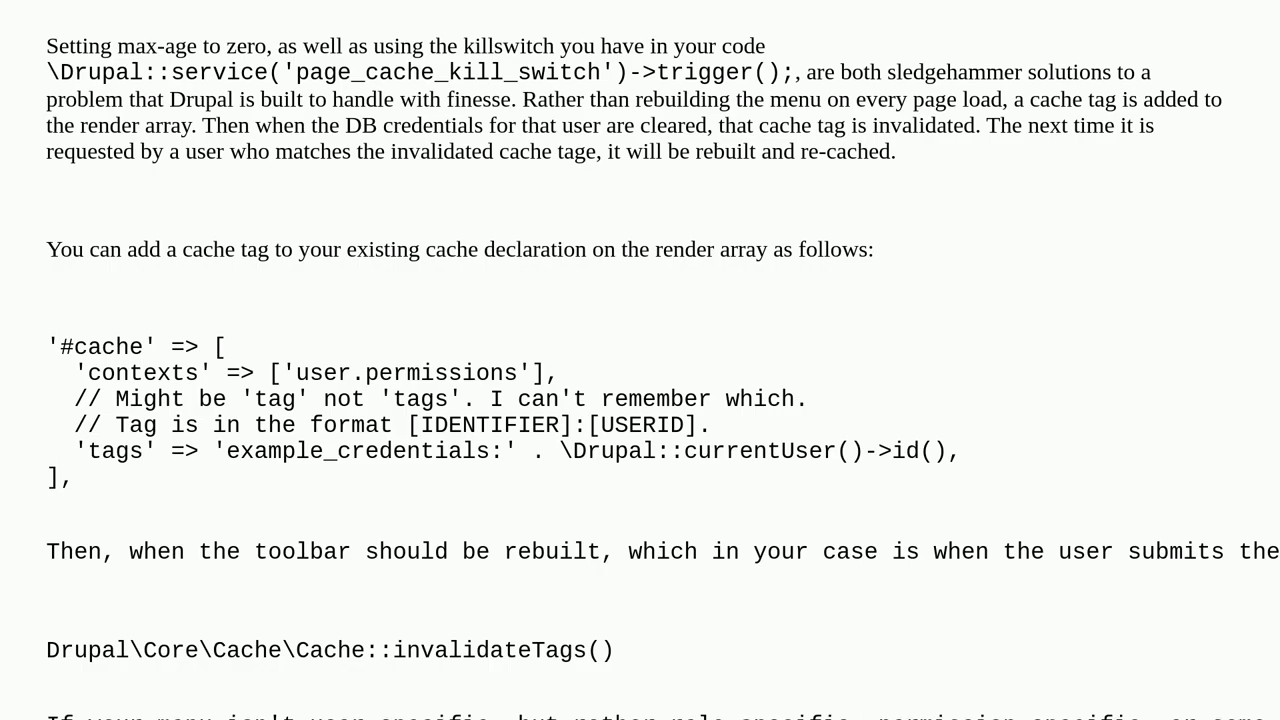 Setting max-age to zero, as well as using the killswitch you have in your code
\Drupal::service('page_cache_kill_switch')->trigger();, are both sledgehammer solutions to a
problem that Drupal is built to handle with finesse. Rather than rebuilding the menu on every page load, a cache tag is added to
the render array. Then when the DB credentials for that user are cleared, that cache tag is invalidated. The next time it is
requested by a user who matches the invalidated cache tage, it will be rebuilt and re-cached.
You can add a cache tag to your existing cache declaration on the render array as follows:
'#cache' => [
  'contexts' => ['user.permissions'],
  // Might be 'tag' not 'tags'. I can't remember which.
  // Tag is in the format [IDENTIFIER]:[USERID].
  'tags' => 'example_credentials:' . \Drupal::currentUser()->id(),
],
Then, when the toolbar should be rebuilt, which in your case is when the user submits the
Drupal\Core\Cache\Cache::invalidateTags()